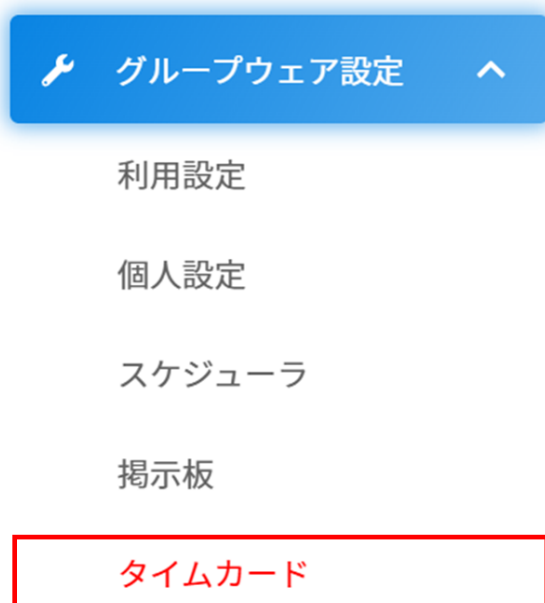 グループウェア設定
利用設定
個人設定
スケジューラ
掲示板
タイムカード